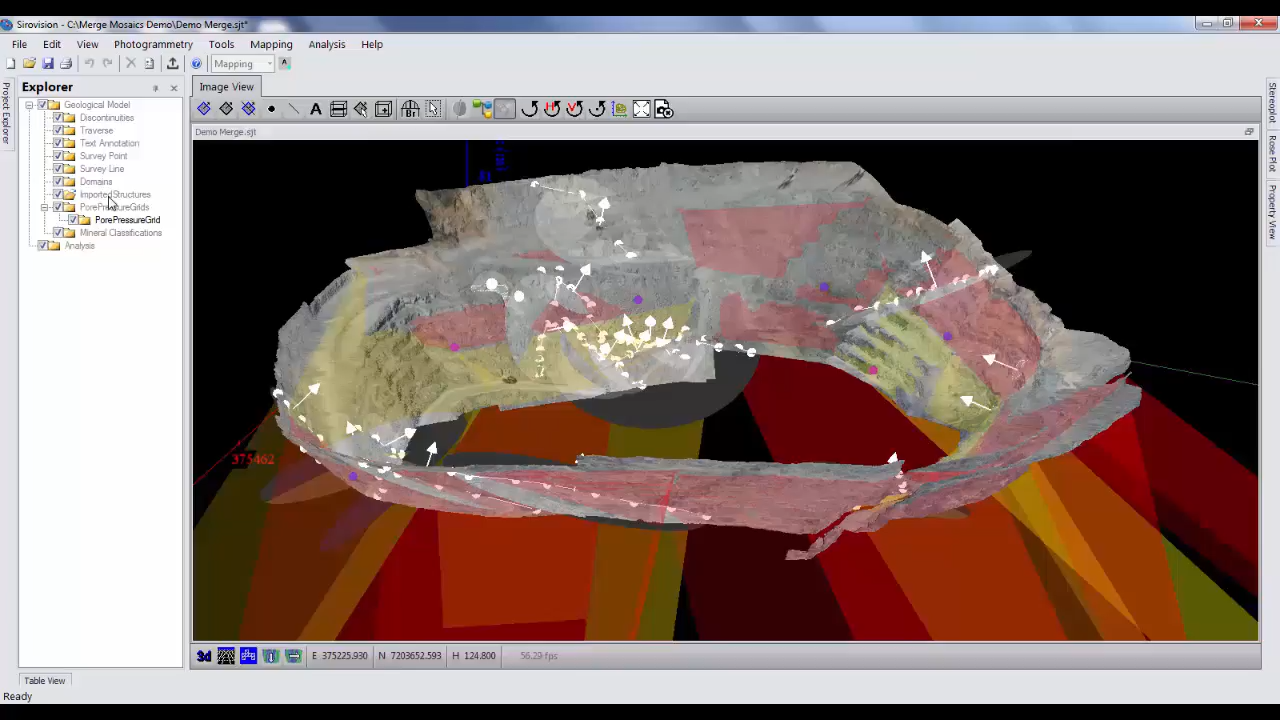 Sirovision - C:\Merge Mosaics Demo\Demo Merge.sjt*
File Edit View Photogrammetry Tools Mapping Analysis Help
Mapping
Explorer
Image View
Project Explorer
Geological Model
Discontinuities
Traverse
Text Annotation
Survey Point
Survey Line
Domains
ImportedStructures
PorePressureGrids
PorePressureGrid
Mineral Classifications
Analysis
Demo Merge.sjt
375462
Stereoplot
Rose Plot
Property View
3d
E 375225.930 N 7203652.593 H 124.800 56.29 fps
Table View
Ready